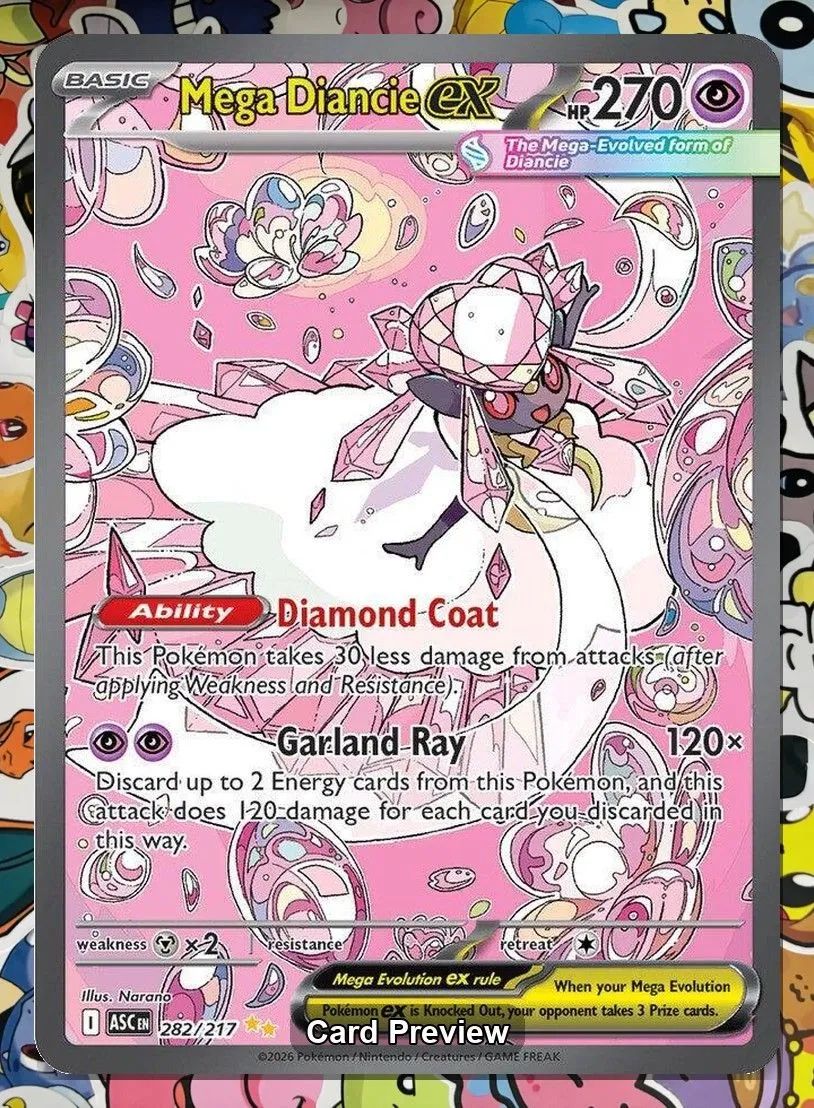 BASIC
Mega Diancie ex HP 270
The Mega-Evolved form of
Diancie
Ability Diamond Coat
This Pokémon takes 30 less damage from attacks (after
applying Weakness and Resistance).
Garland Ray 120×
Discard up to 2 Energy cards from this Pokémon, and this
attack does 120 damage for each card you discarded in
this way.
weakness ×2 resistance retreat
Mega Evolution ex rule When your Mega Evolution
Pokémon ex is Knocked Out, your opponent takes 3 Prize cards.
Illus. Narano
I ASC EN 282/217
Card Preview
©2026 Pokémon / Nintendo / Creatures / GAME FREAK